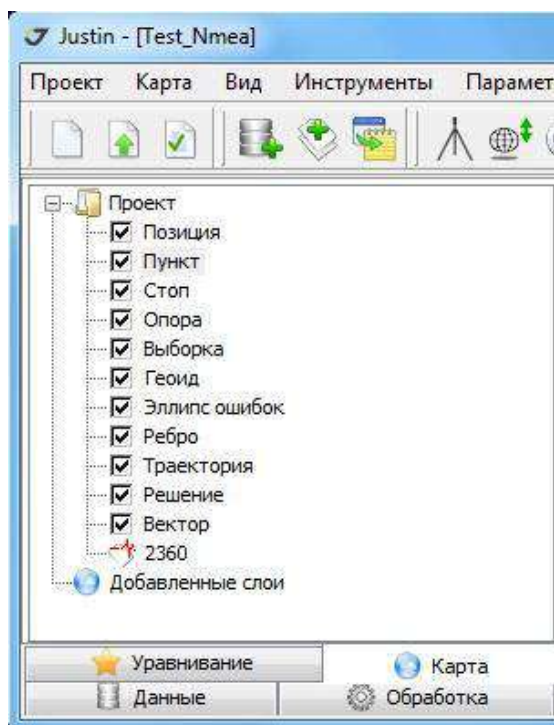 Justin - [Test_Nmea]
Проект Карта Вид Инструменты Парамет
Проект
Позиция
Пункт
Стоп
Опора
Выборка
Геоид
Эллипс ошибок
Ребро
Траектория
Решение
Вектор
2360
Добавленные слои
Уравнивание Карта
Данные Обработка